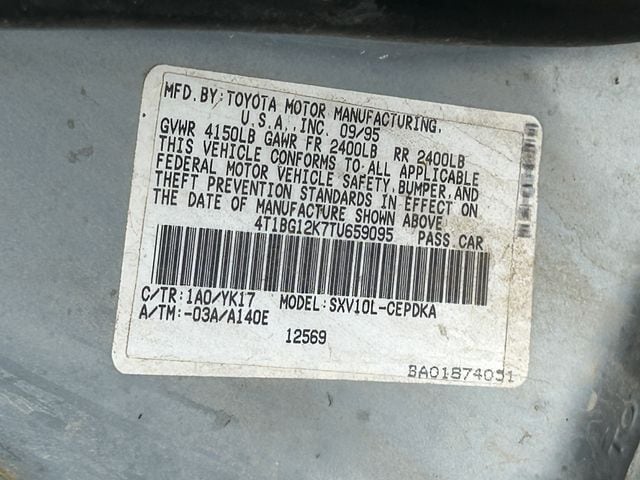 MFD. BY: TOYOTA MOTOR MANUFACTURING,
U.S.A., INC. 09/95
GVWR 4150LB GAWR FR 2400LB RR 2400LB
THIS VEHICLE CONFORMS TO ALL APPLICABLE
FEDERAL MOTOR VEHICLE SAFETY, BUMPER, AND
THEFT PREVENTION STANDARDS IN EFFECT ON
THE DATE OF MANUFACTURE SHOWN ABOVE
4T1BG12K7TU659095 PASS. CAR
C/TR: 1A0/YK17 MODEL: SXV10L-CEPDKA
A/TM: -03A/A140E
12569
BA01874051